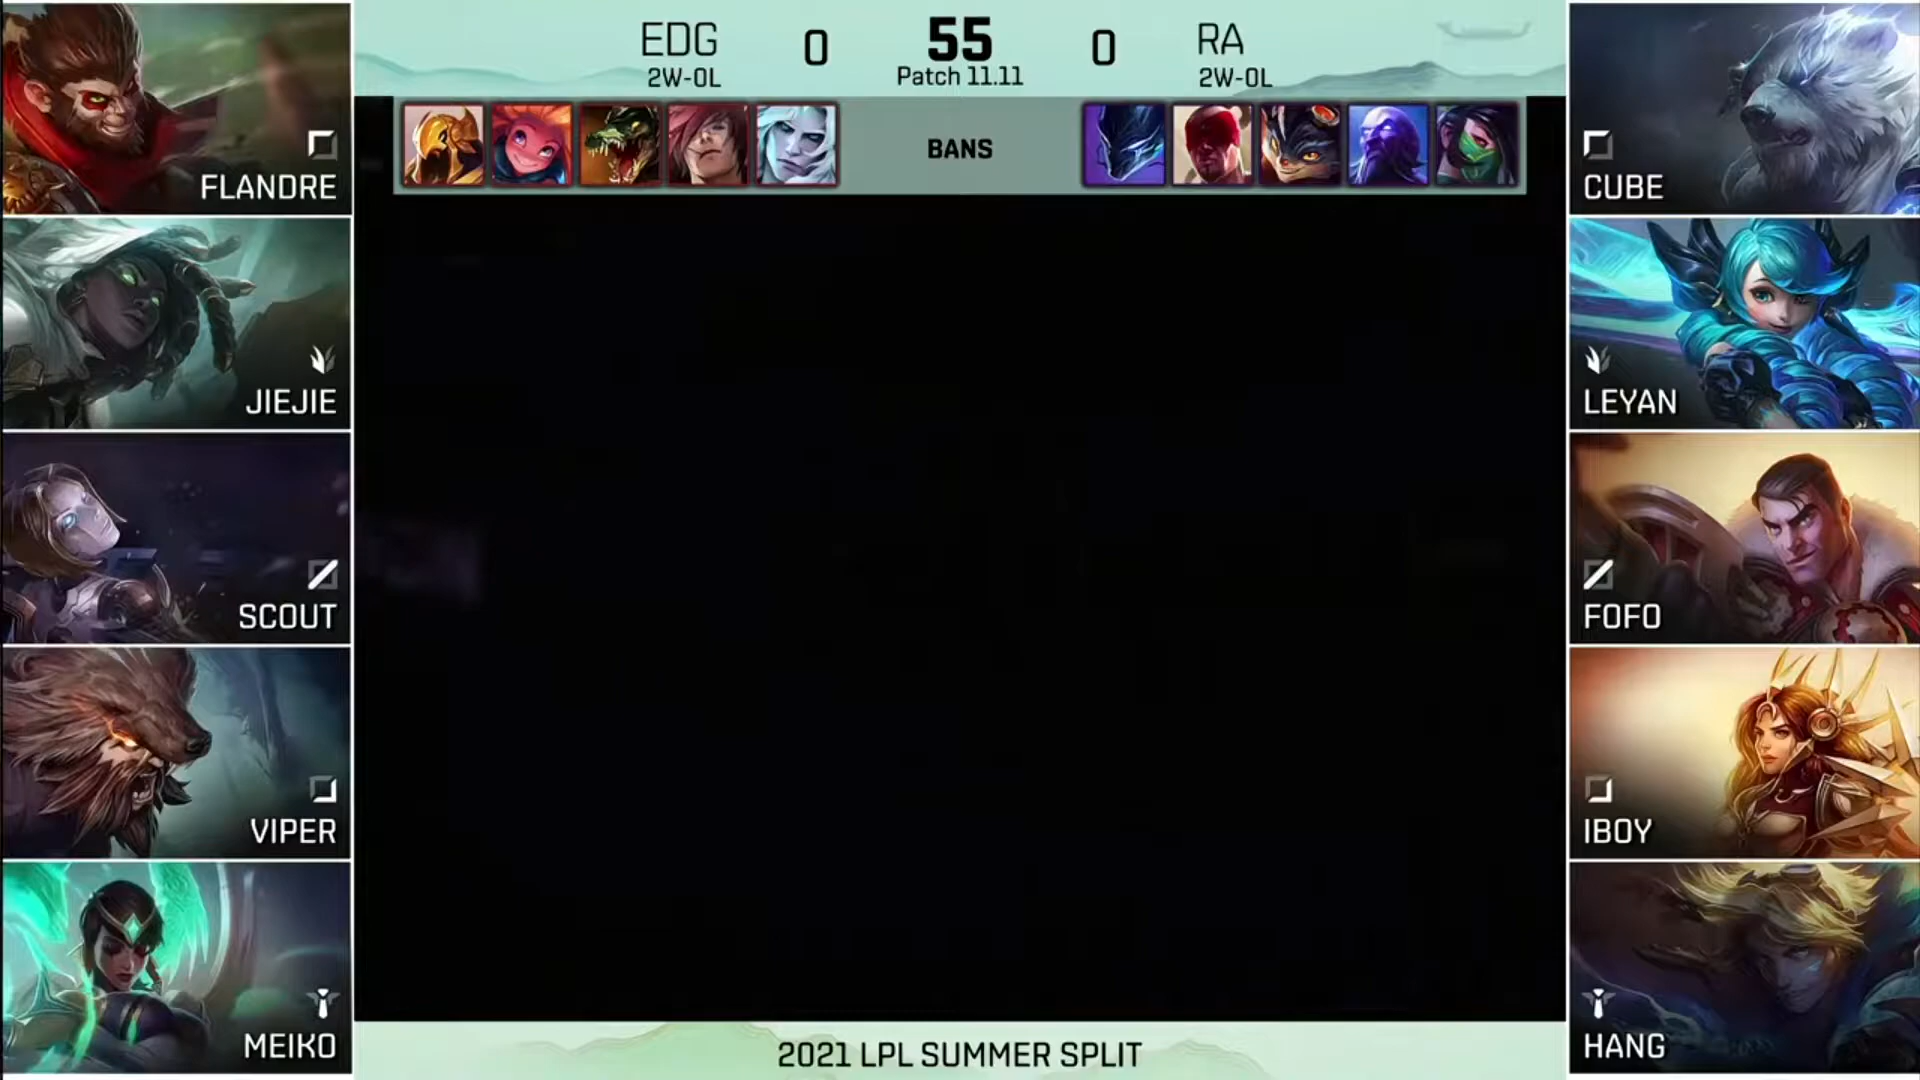 EDG
2W-0L
0
55
Patch 11.11
0
RA
2W-0L
BANS
FLANDRE
JIEJIE
SCOUT
VIPER
MEIKO
CUBE
LEYAN
FOFO
IBOY
HANG
2021 LPL SUMMER SPLIT